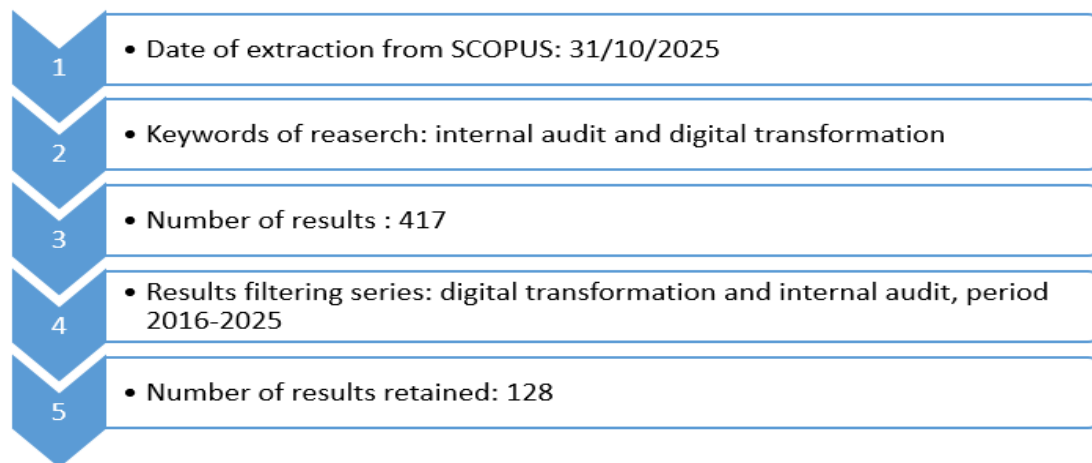 1
• Date of extraction from SCOPUS: 31/10/2025
2
• Keywords of reaserch: internal audit and digital transformation
3
• Number of results : 417
4
• Results filtering series: digital transformation and internal audit, period
2016-2025
5
• Number of results retained: 128